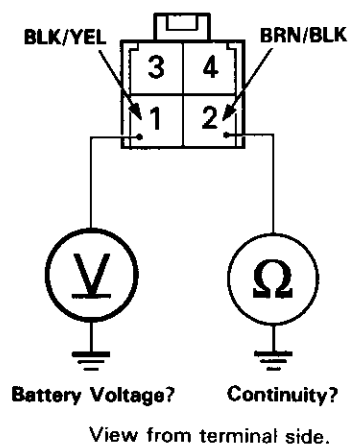 BLK/YEL BRN/BLK
3 4
1 2
V Ω
Battery Voltage? Continuity?
View from terminal side.